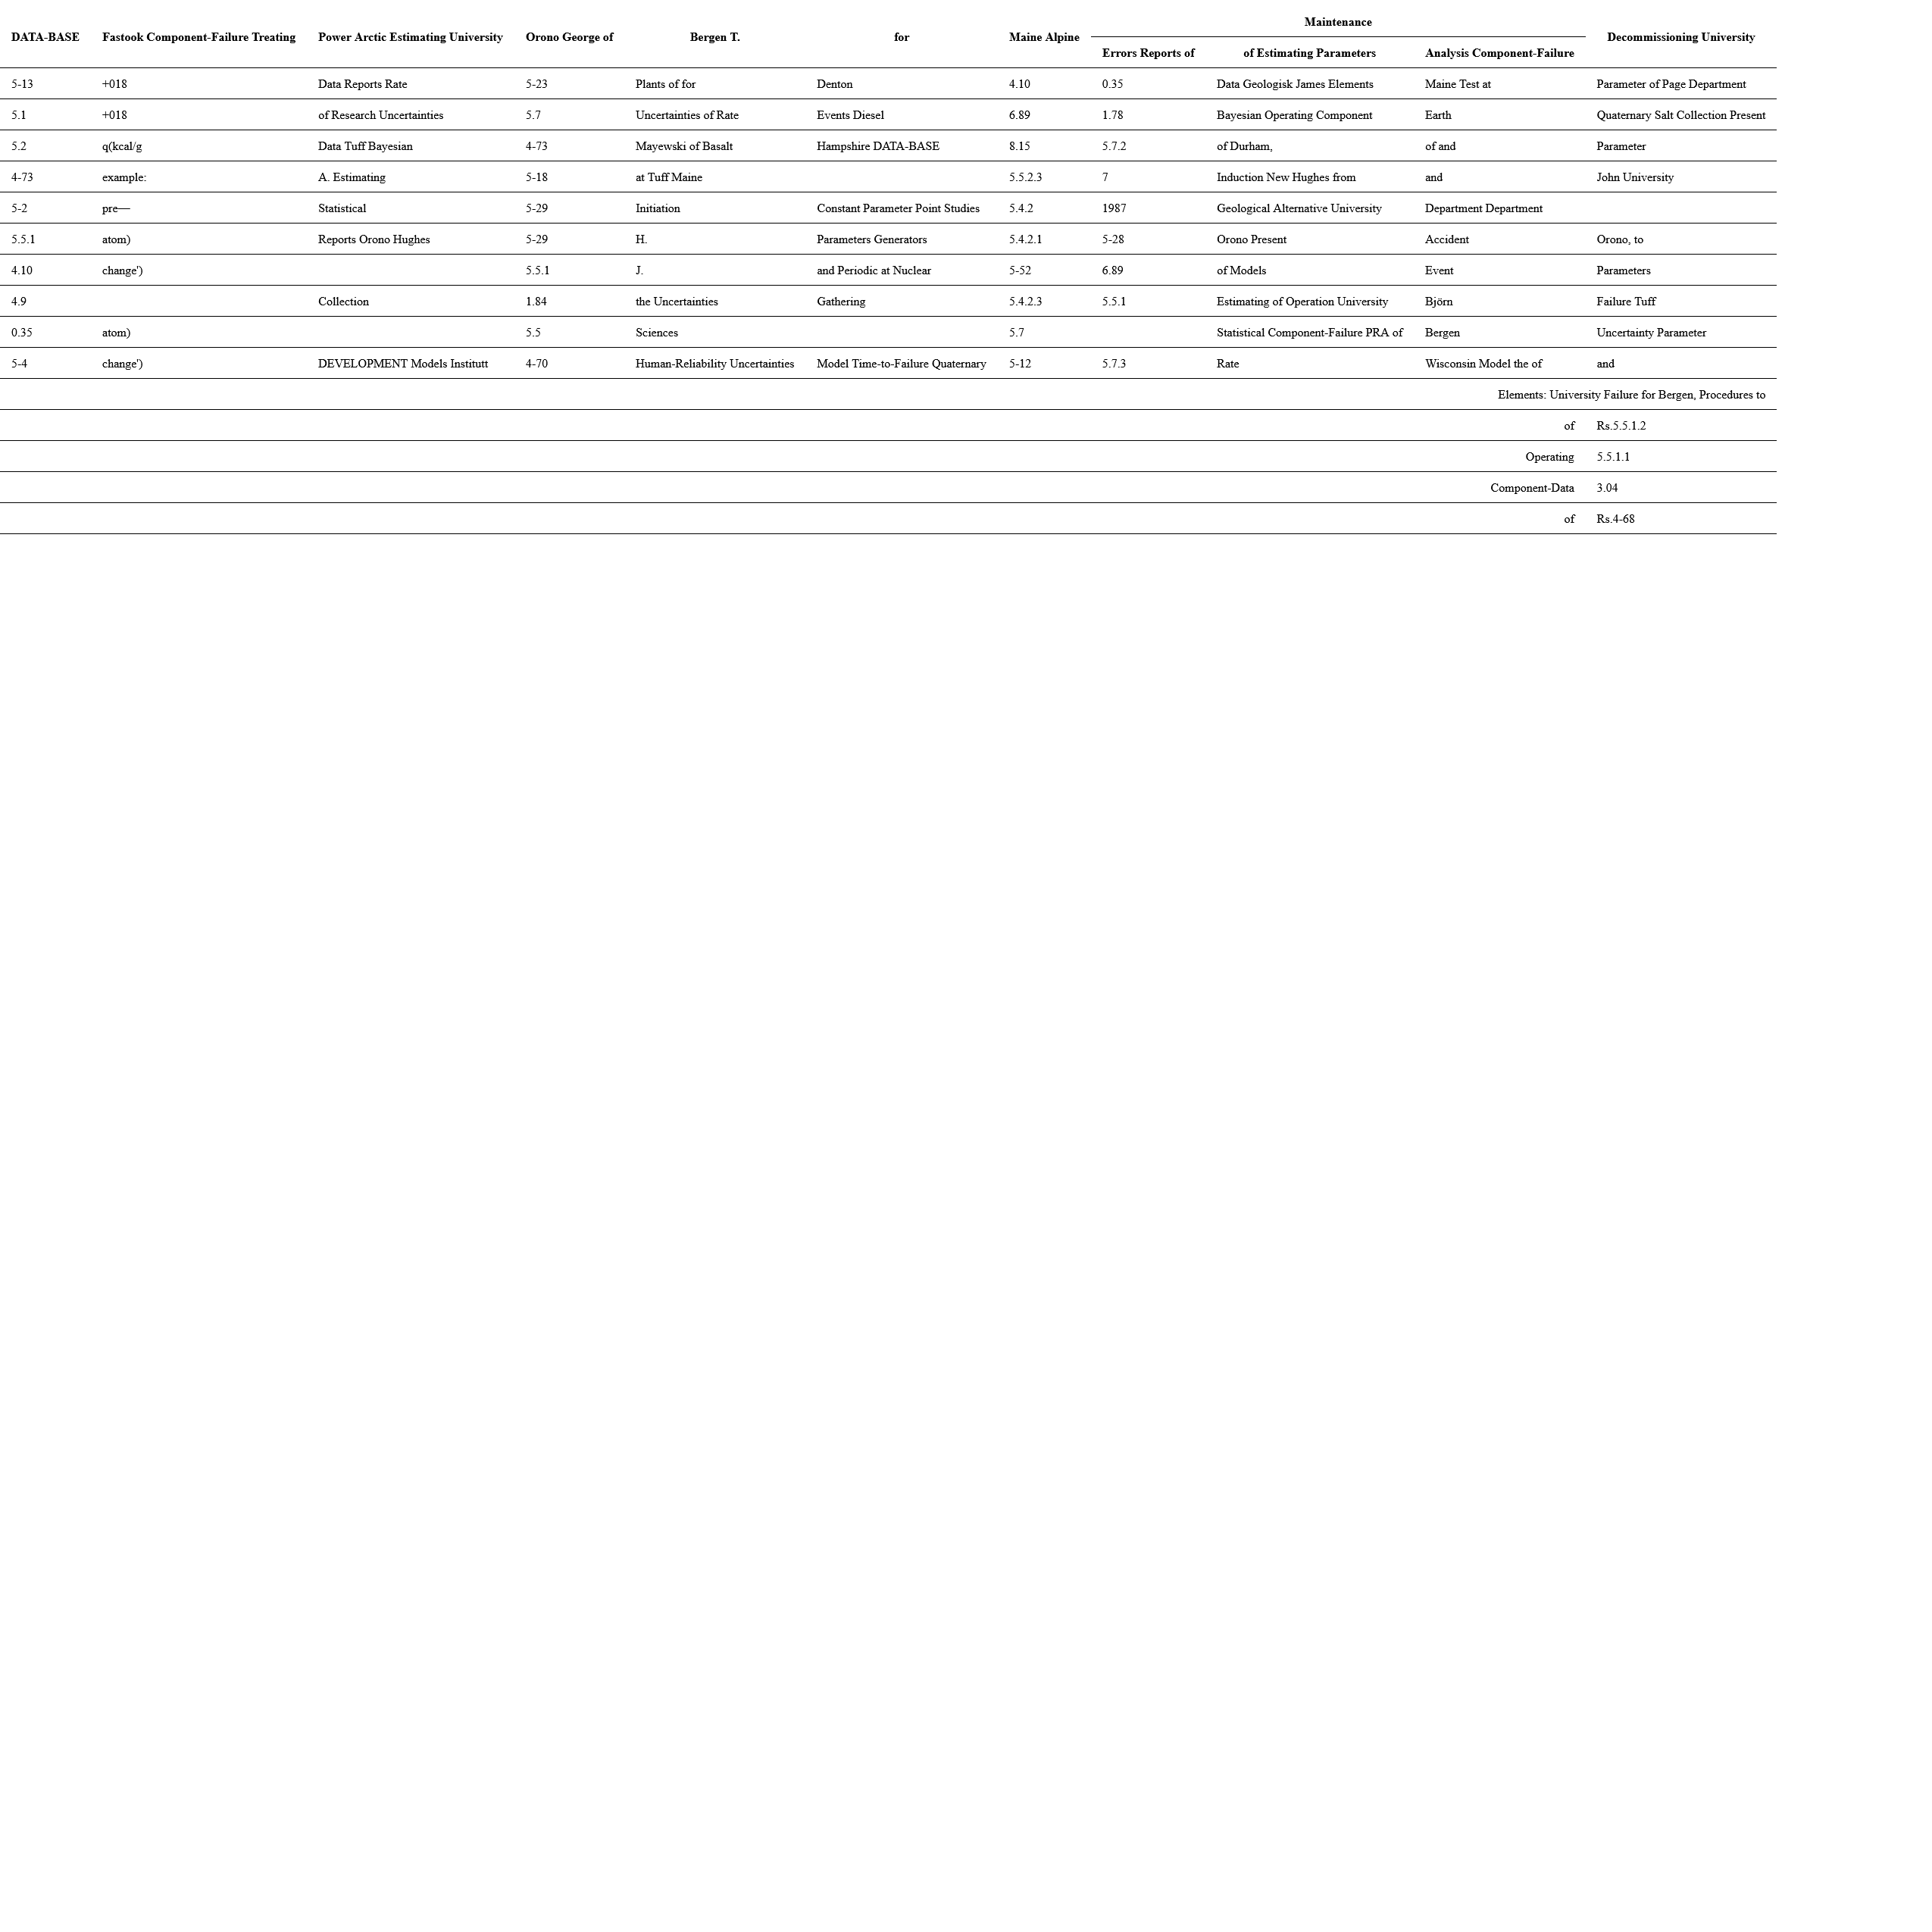 Maintenance
DATA-BASE Fastook Component-Failure Treating Power Arctic Estimating University Orono George of Bergen T. for Maine Alpine Decommissioning University
Errors Reports of of Estimating Parameters Analysis Component-Failure
5-13 +018 Data Reports Rate 5-23 Plants of for Denton 4.10 0.35 Data Geologisk James Elements Maine Test at Parameter of Page Department
5.1 +018 of Research Uncertainties 5.7 Uncertainties of Rate Events Diesel 6.89 1.78 Bayesian Operating Component Earth Quaternary Salt Collection Present
5.2 q(kcal/g Data Tuff Bayesian 4-73 Mayewski of Basalt Hampshire DATA-BASE 8.15 5.7.2 of Durham, of and Parameter
4-73 example: A. Estimating 5-18 at Tuff Maine 5.5.2.3 7 Induction New Hughes from and John University
5-2 pre— Statistical 5-29 Initiation Constant Parameter Point Studies 5.4.2 1987 Geological Alternative University Department Department
5.5.1 atom) Reports Orono Hughes 5-29 H. Parameters Generators 5.4.2.1 5-28 Orono Present Accident Orono, to
4.10 change') 5.5.1 J. and Periodic at Nuclear 5-52 6.89 of Models Event Parameters
4.9 Collection 1.84 the Uncertainties Gathering 5.4.2.3 5.5.1 Estimating of Operation University Björn Failure Tuff
0.35 atom) 5.5 Sciences 5.7 Statistical Component-Failure PRA of Bergen Uncertainty Parameter
5-4 change') DEVELOPMENT Models Institutt 4-70 Human-Reliability Uncertainties Model Time-to-Failure Quaternary 5-12 5.7.3 Rate Wisconsin Model the of and
Elements: University Failure for Bergen, Procedures to
of Rs.5.5.1.2
Operating 5.5.1.1
Component-Data 3.04
of Rs.4-68